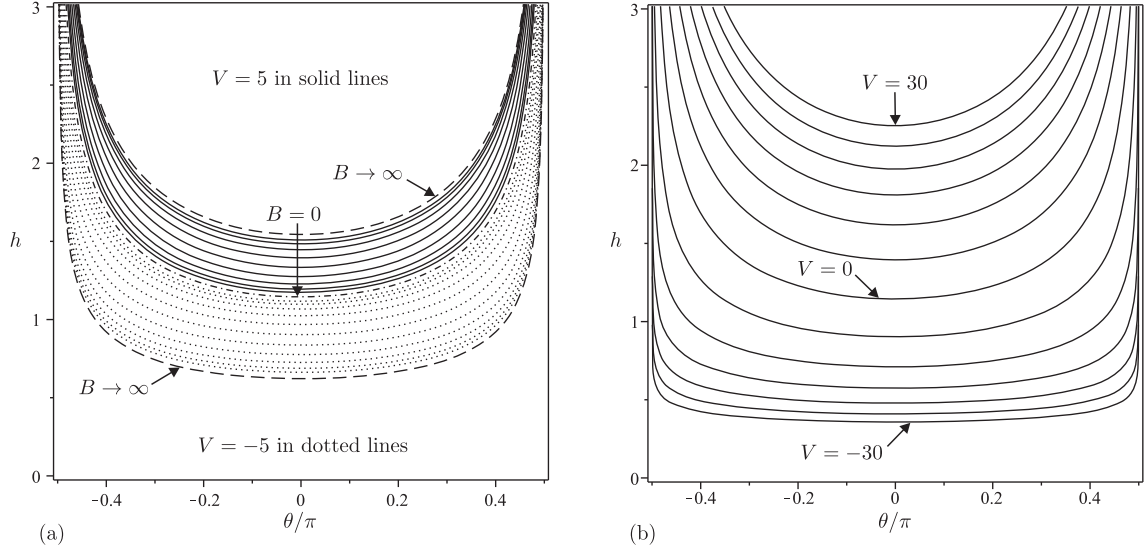 3
2
1
0
h
V = 5 in solid lines
B → ∞
B = 0
B → ∞
V = −5 in dotted lines
−0.4 −0.2 0 0.2 0.4
θ/π
(a)
3
2
1
0
h
V = 30
V = 0
V = −30
−0.4 −0.2 0 0.2 0.4
θ/π
(b)